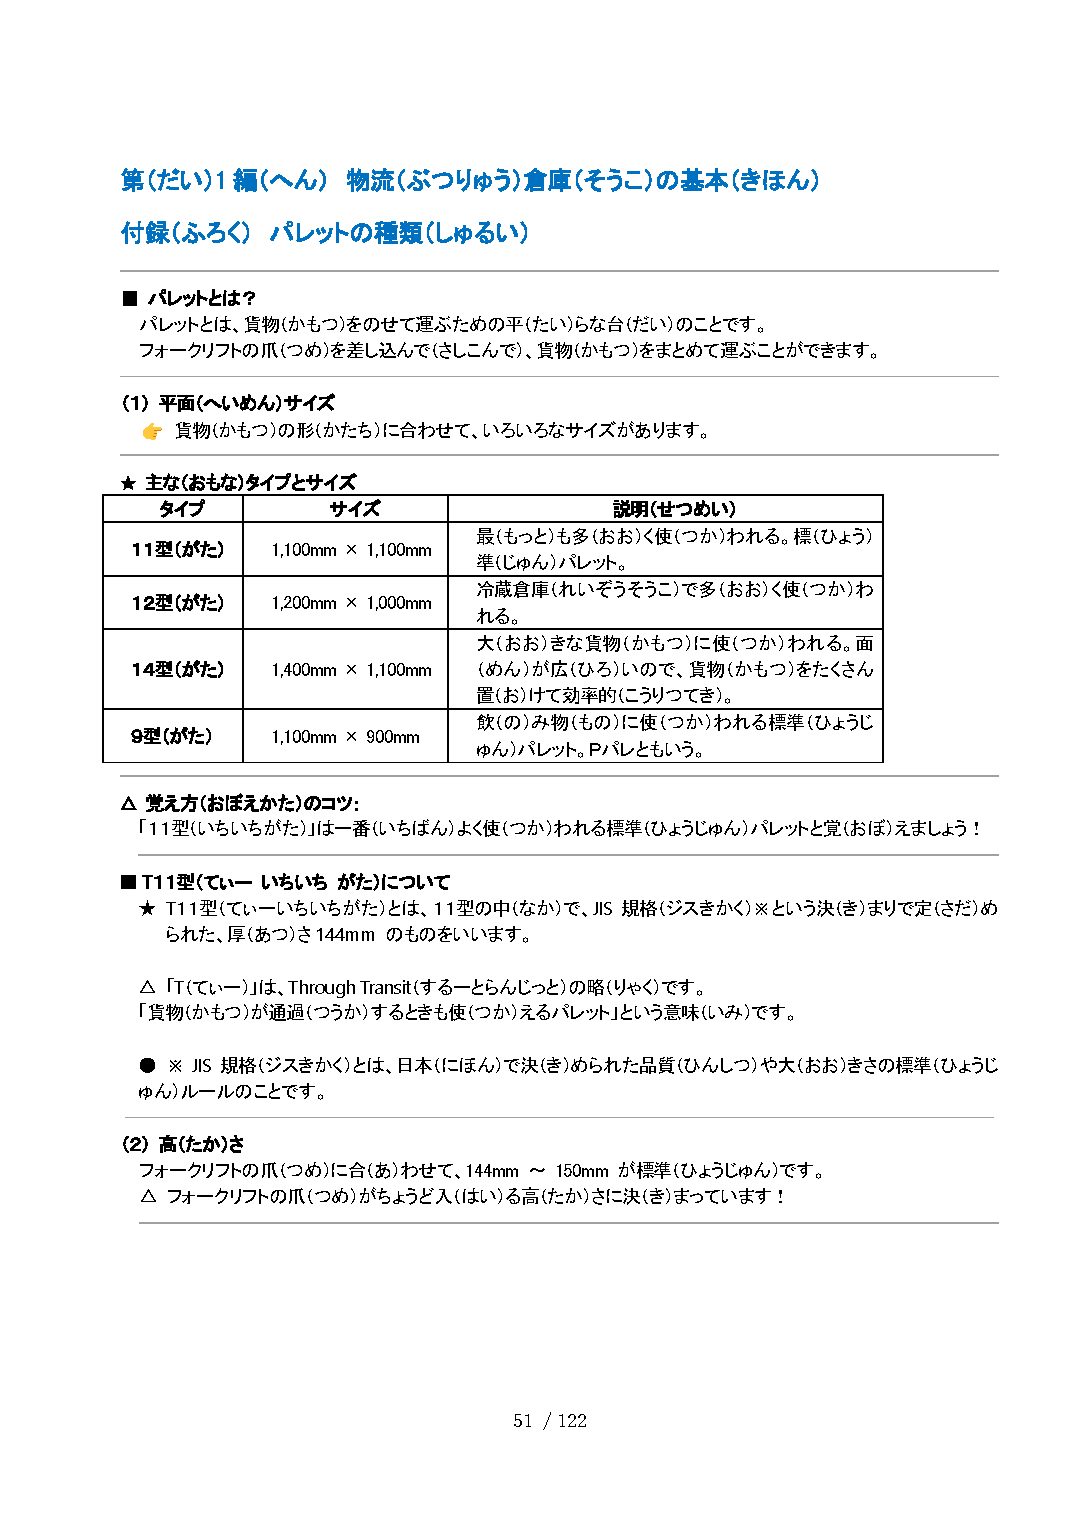 第（だい）1 編（へん）　物流（ぶつりゅう）倉庫（そうこ）の基本（きほん）
付録（ふろく）　パレットの種類（しゅるい）
■ パレットとは？
パレットとは、貨物（かもつ）をのせて運ぶための平（たい）らな台（だい）のことです。
フォークリフトの爪（つめ）を差し込んで（さしこんで）、貨物（かもつ）をまとめて運ぶことができます。
（1） 平面（へいめん）サイズ
👉 貨物（かもつ）の形（かたち）に合わせて、いろいろなサイズがあります。
★ 主な（おもな）タイプとサイズ
タイプ サイズ 説明（せつめい）
11型（がた） 1,100mm × 1,100mm 最（もっと）も多（おお）く使（つか）われる。標（ひょう）
準（じゅん）パレット。
12型（がた） 1,200mm × 1,000mm 冷蔵倉庫（れいぞうそうこ）で多（おお）く使（つか）わ
れる。
14型（がた） 1,400mm × 1,100mm 大（おお）きな貨物（かもつ）に使（つか）われる。面
（めん）が広（ひろ）いので、貨物（かもつ）をたくさん
置（お）けて効率的（こうりつてき）。
9型（がた） 1,100mm × 900mm 飲（の）み物（もの）に使（つか）われる標準（ひょうじ
ゅん）パレット。Pパレともいう。
△ 覚え方（おぼえかた）のコツ：
「11型（いちいちがた）」は一番（いちばん）よく使（つか）われる標準（ひょうじゅん）パレットと覚（おぼ）えましょう！
■ T11型（てぃー いちいち がた）について
★ T11型（てぃーいちいちがた）とは、11型の中（なか）で、JIS 規格（ジスきかく）※という決（き）まりで定（さだ）め
られた、厚（あつ）さ144mm のものをいいます。
△ 「T（てぃー）」は、Through Transit（するーとらんじっと）の略（りゃく）です。
「貨物（かもつ）が通過（つうか）するときも使（つか）えるパレット」という意味（いみ）です。
● ※ JIS 規格（ジスきかく）とは、日本（にほん）で決（き）められた品質（ひんしつ）や大（おお）きさの標準（ひょうじ
ゅん）ルールのことです。
（2） 高（たか）さ
フォークリフトの爪（つめ）に合（あ）わせて、144mm ～ 150mm が標準（ひょうじゅん）です。
△ フォークリフトの爪（つめ）がちょうど入（はい）る高（たか）さに決（き）まっています！
51 / 122